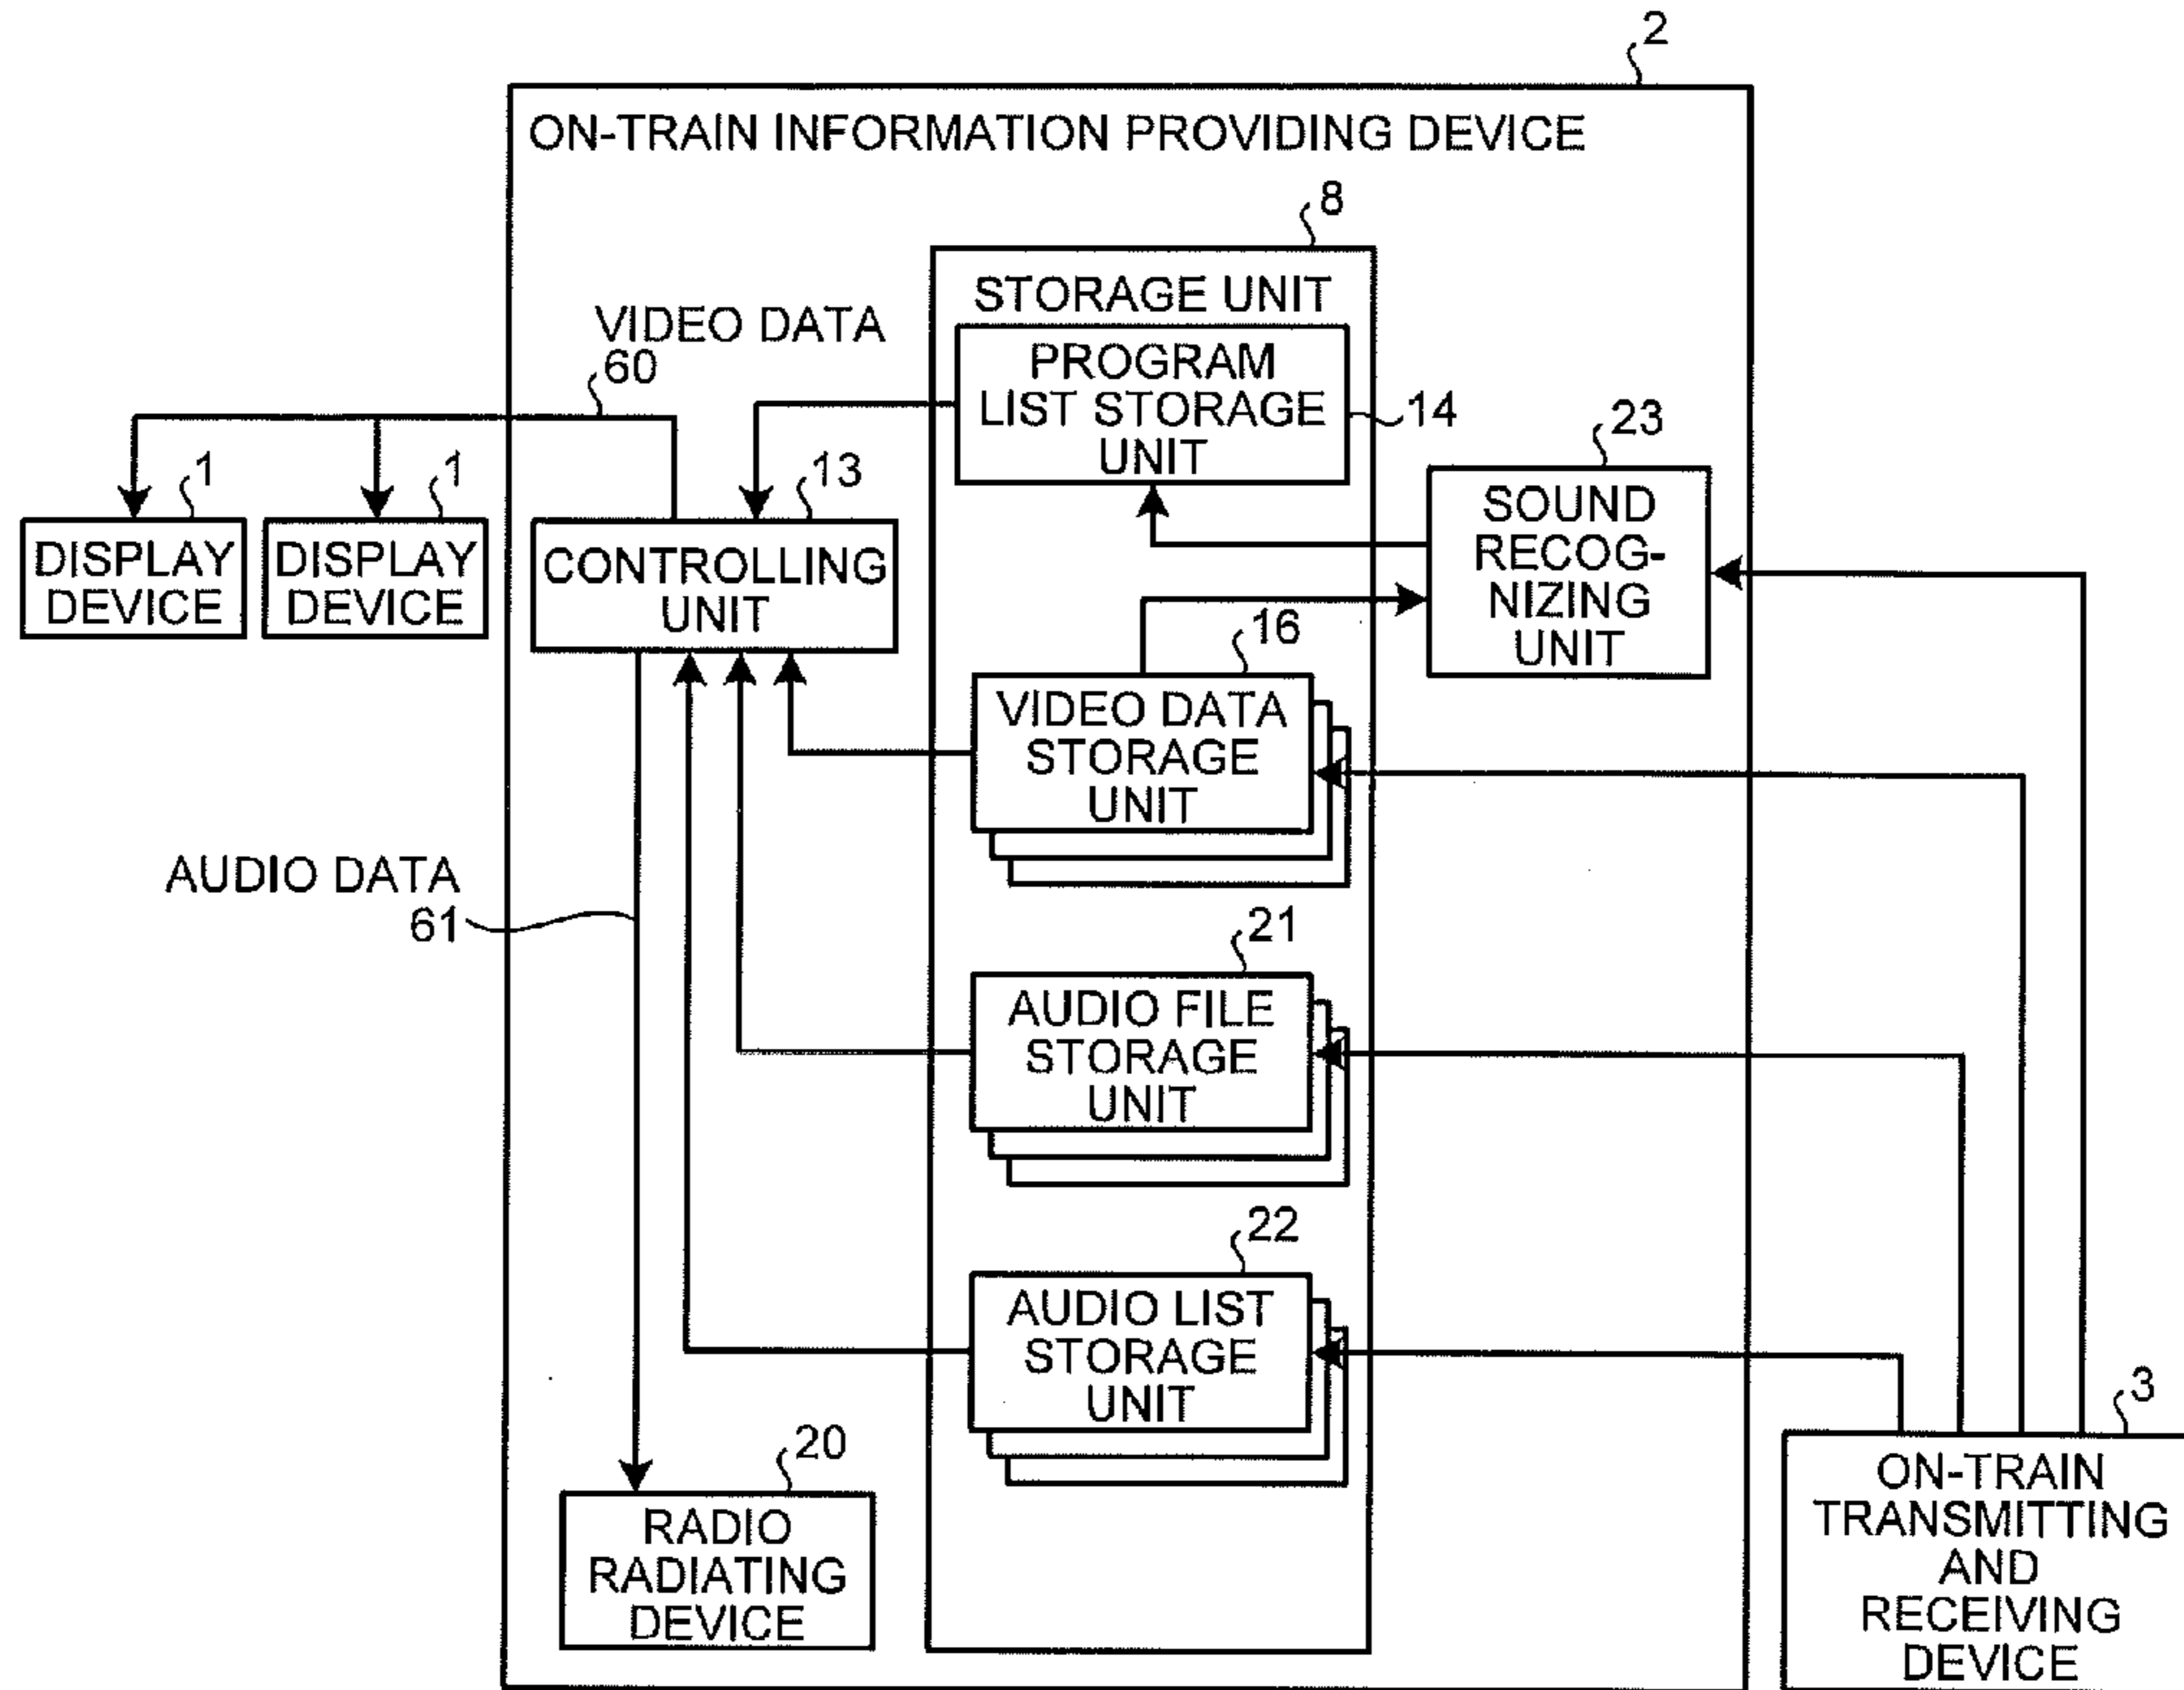 2
ON-TRAIN INFORMATION PROVIDING DEVICE
8
STORAGE UNIT
VIDEO DATA
60
PROGRAM
LIST STORAGE
UNIT
14
23
1
1
13
DISPLAY
DEVICE
DISPLAY
DEVICE
CONTROLLING
UNIT
SOUND
RECOG-
NIZING
UNIT
16
VIDEO DATA
STORAGE
UNIT
AUDIO DATA
61
21
AUDIO FILE
STORAGE
UNIT
22
AUDIO LIST
STORAGE
UNIT
20
RADIO
RADIATING
DEVICE
3
ON-TRAIN
TRANSMITTING
AND
RECEIVING
DEVICE